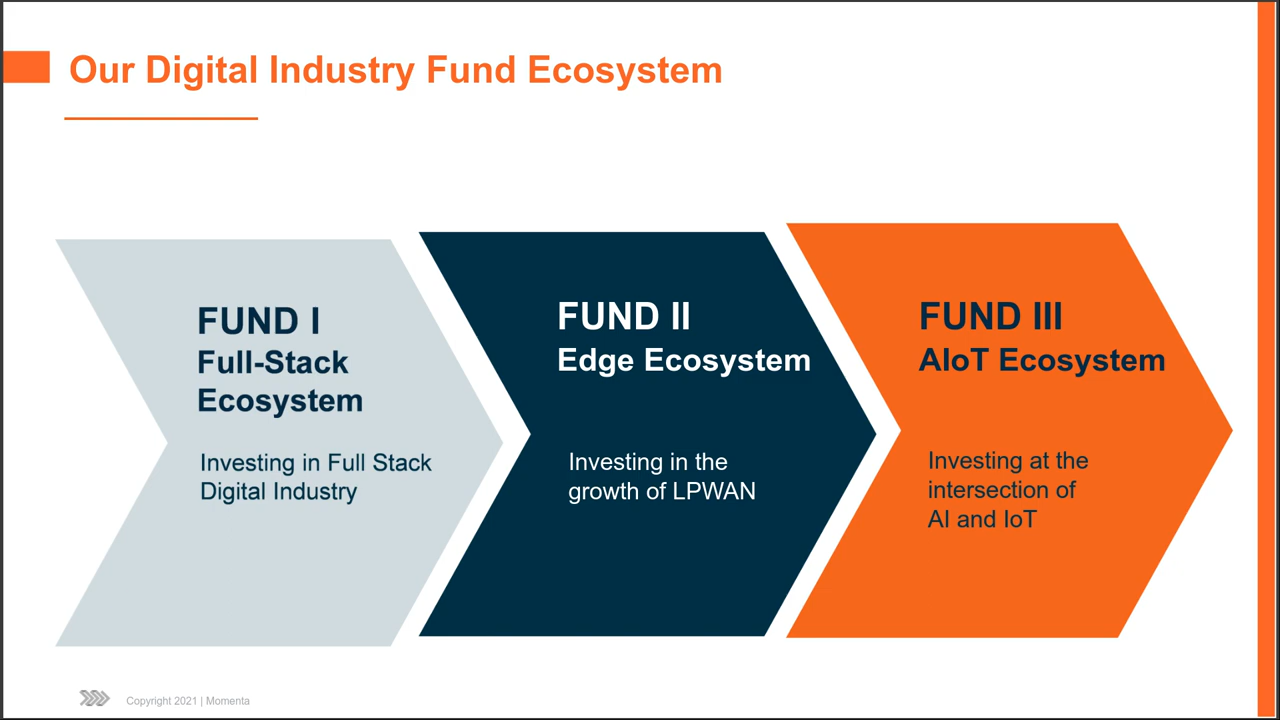 Our Digital Industry Fund Ecosystem
FUND I
Full-Stack
Ecosystem
Investing in Full Stack
Digital Industry
FUND II
Edge Ecosystem
Investing in the
growth of LPWAN
FUND III
AIoT Ecosystem
Investing at the
intersection of
AI and IoT
Copyright 2021 | Momenta